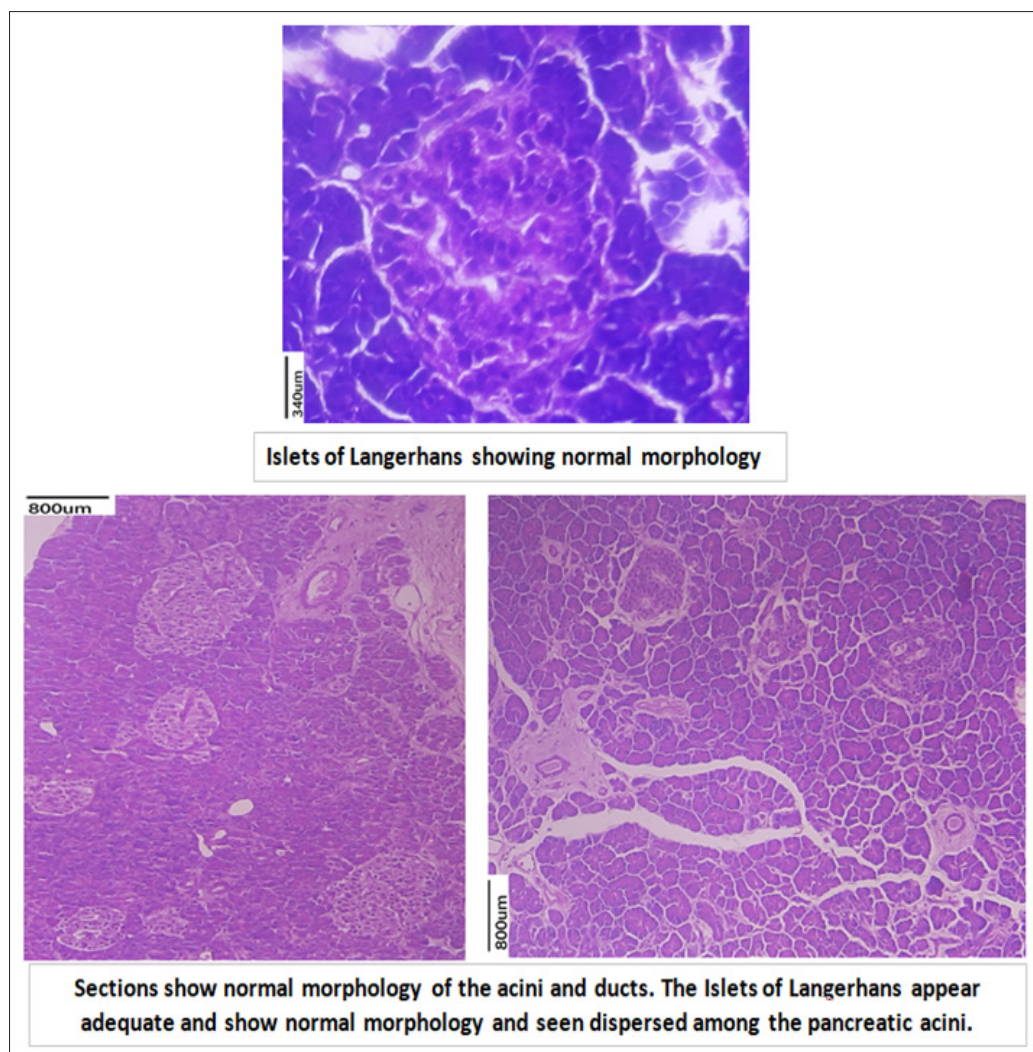 340um
Islets of Langerhans showing normal morphology
800um
800um
Sections show normal morphology of the acini and ducts. The Islets of Langerhans appear
adequate and show normal morphology and seen dispersed among the pancreatic acini.